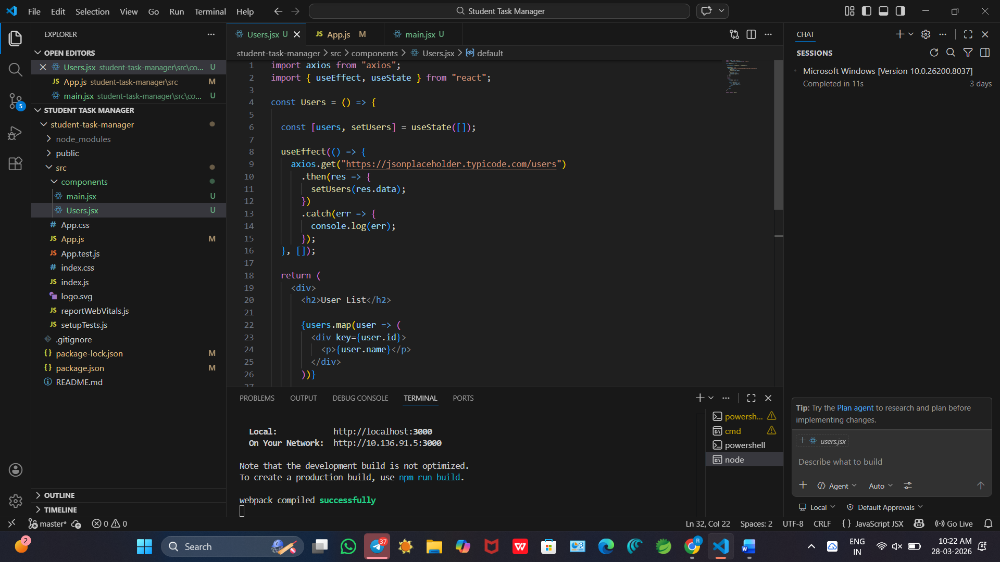 File Edit Selection View Go Run Terminal Help
Student Task Manager
EXPLORER
OPEN EDITORS
Users.jsx student-task-manager\src\co... U
App.js student-task-manager\src M
main.jsx student-task-manager\src\co... U
5
STUDENT TASK MANAGER
student-task-manager
node_modules
public
src
components
main.jsx U
Users.jsx U
App.css
App.js M
App.test.js
index.css
index.js
logo.svg
reportWebVitals.js
setupTests.js
.gitignore
package-lock.json M
package.json M
README.md
OUTLINE
TIMELINE
Users.jsx U App.js M main.jsx U
student-task-manager > src > components > Users.jsx > default
1 import axios from "axios";
2 import { useEffect, useState } from "react";
3
4 const Users = () => {
5
6 const [users, setUsers] = useState([]);
7
8 useEffect(() => {
9 axios.get("https://jsonplaceholder.typicode.com/users")
10 .then(res => {
11 setUsers(res.data);
12 })
13 .catch(err => {
14 console.log(err);
15 });
16 }, []);
17
18 return (
19 <div>
20 <h2>User List</h2>
21
22 {users.map(user => (
23 <div key={user.id}>
24 <p>{user.name}</p>
25 </div>
26 ))}
27
PROBLEMS OUTPUT DEBUG CONSOLE TERMINAL PORTS
Local: http://localhost:3000
On Your Network: http://10.136.91.5:3000
Note that the development build is not optimized.
To create a production build, use npm run build.
webpack compiled successfully
powersh...
cmd
powershell
node
CHAT
SESSIONS
Microsoft Windows [Version 10.0.26200.8037]
Completed in 11s 3 days
Tip: Try the Plan agent to research and plan before
implementing changes.
users.jsx
Describe what to build
Agent Auto
Local Default Approvals
master* 0 0
Ln 32, Col 22 Spaces: 2 UTF-8 CRLF {} JavaScript JSX Go Live
2
Search
37
W
R
W
ENG
IN
10:22 AM
28-03-2026